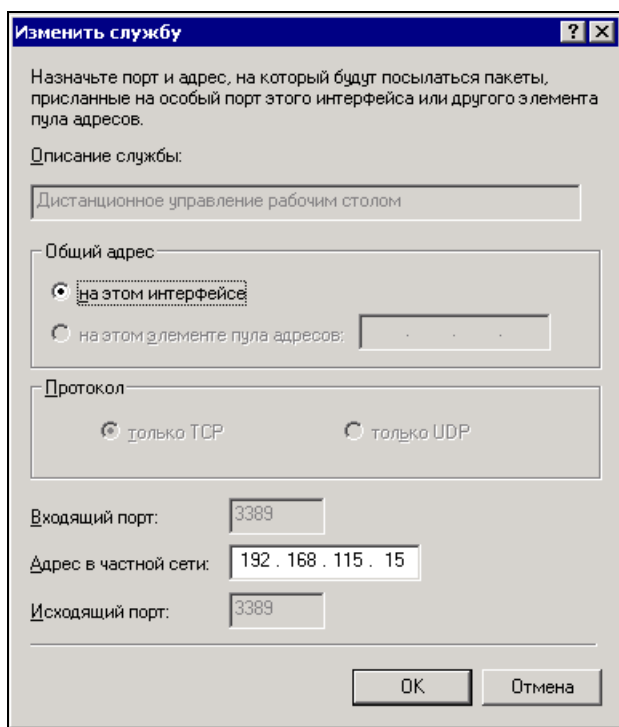 Изменить службу
Назначьте порт и адрес, на который будут посылаться пакеты,
присланные на особый порт этого интерфейса или другого элемента
пула адресов.
Описание службы:
Дистанционное управление рабочим столом
Общий адрес
на этом интерфейсе
на этом элементе пула адресов: . . .
Протокол
только TCP только UDP
Входящий порт: 3389
Адрес в частной сети: 192 . 168 . 115 . 15
Исходящий порт: 3389
OK Отмена